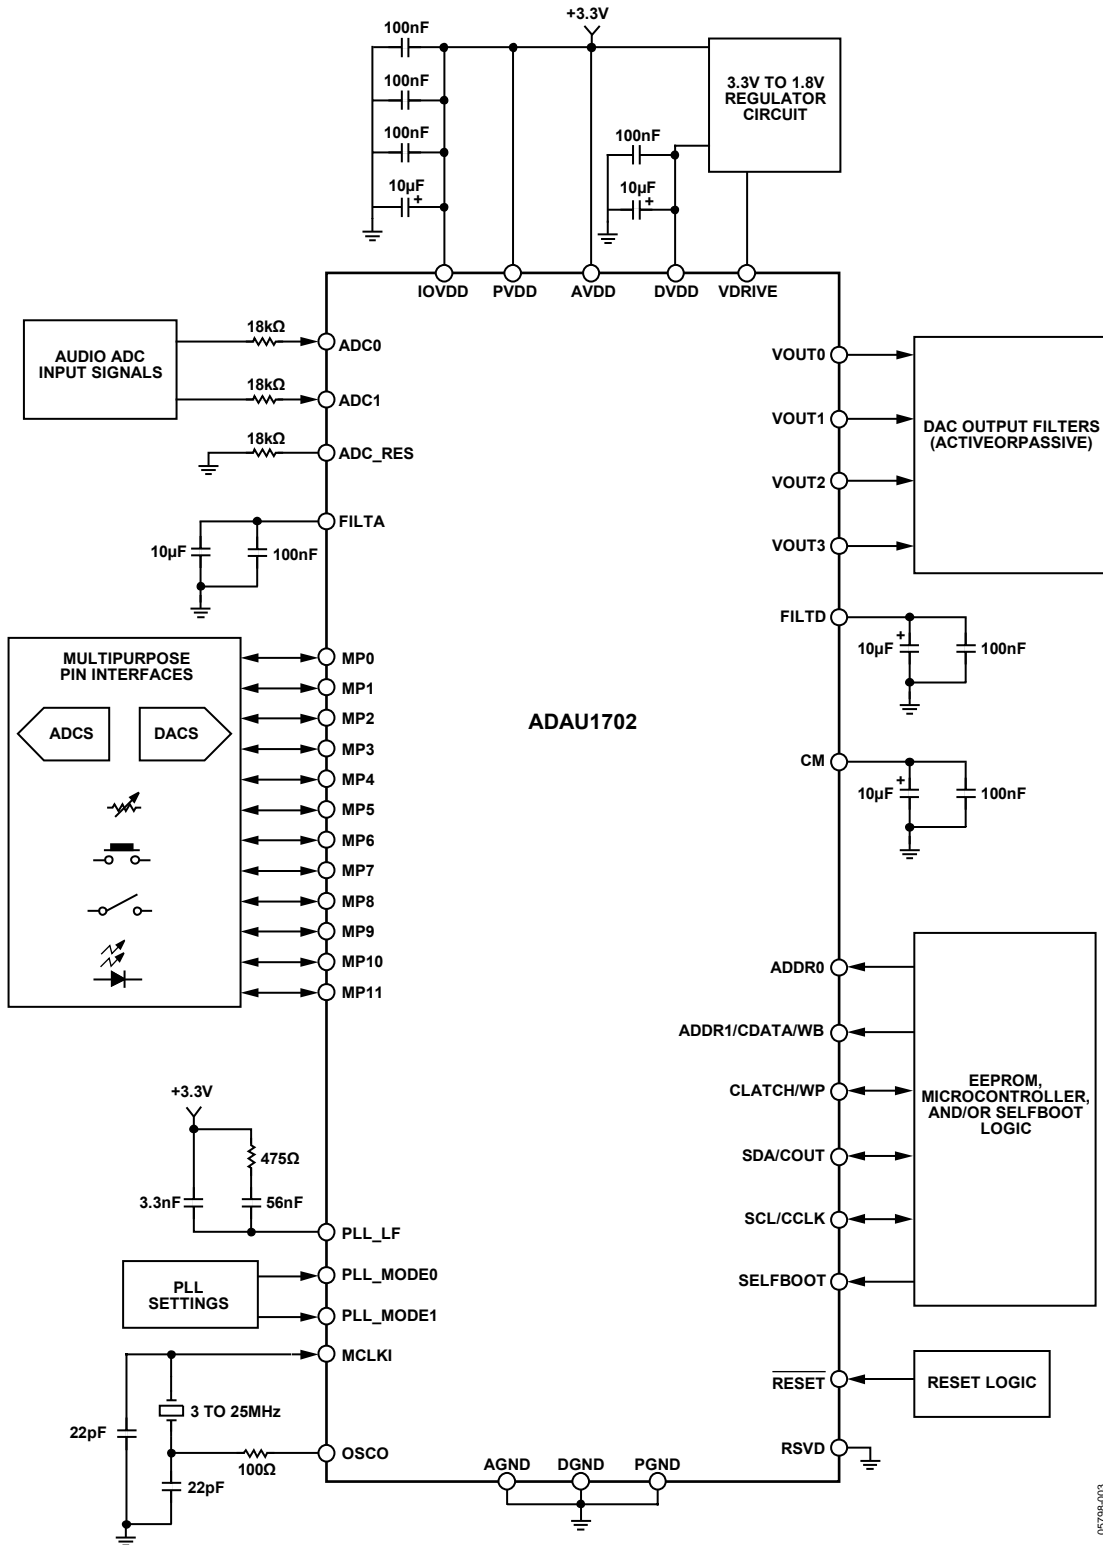 +3.3V
100nF
100nF
100nF
10µF
+
3.3V TO 1.8V
REGULATOR
CIRCUIT
100nF
10µF
+
IOVDD
PVDD
AVDD
DVDD
VDRIVE
AUDIO ADC
INPUT SIGNALS
18kΩ
ADC0
18kΩ
ADC1
18kΩ
ADC_RES
FILTA
10µF
100nF
MULTIPURPOSE
PIN INTERFACES
ADCS
DACS
MP0
MP1
MP2
MP3
MP4
MP5
MP6
MP7
MP8
MP9
MP10
MP11
+3.3V
475Ω
3.3nF
56nF
PLL_LF
PLL
SETTINGS
PLL_MODE0
PLL_MODE1
MCLKI
3 TO 25MHz
22pF
100Ω
OSCO
22pF
ADAU1702
AGND
DGND
PGND
VOUT0
VOUT1
VOUT2
VOUT3
DAC OUTPUT FILTERS
(ACTIVEORPASSIVE)
FILTD
+
10µF
100nF
CM
+
10µF
100nF
ADDR0
ADDR1/CDATA/WB
CLATCH/WP
SDA/COUT
SCL/CCLK
SELFBOOT
EEPROM,
MICROCONTROLLER,
AND/OR SELFBOOT
LOGIC
RESET
RESET LOGIC
RSVD
05798-003